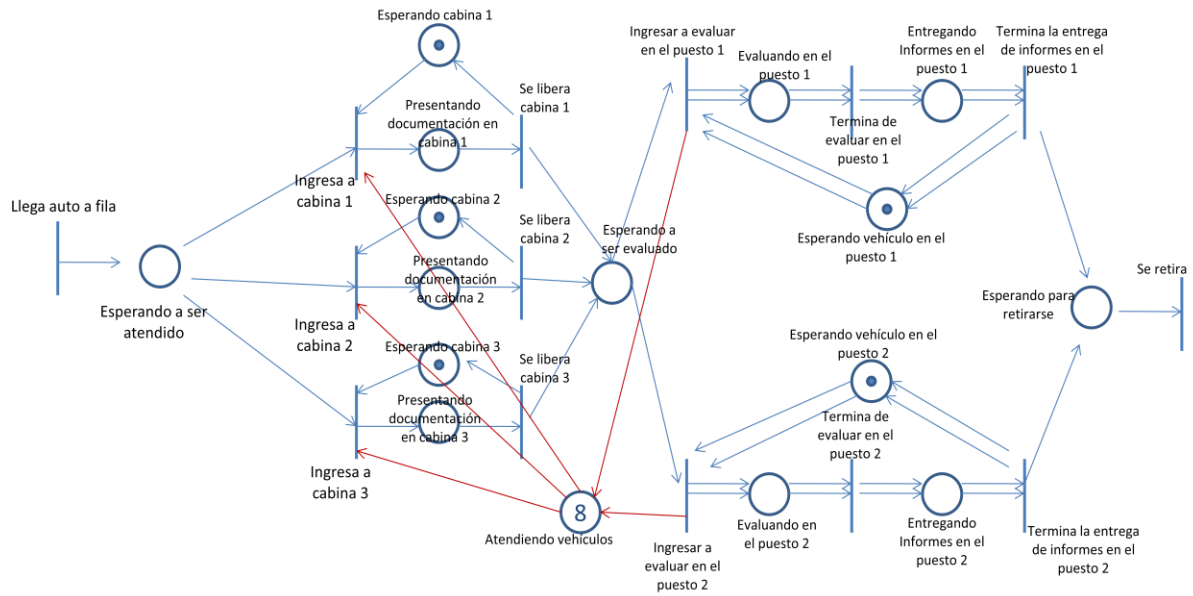 Esperando cabina 1
Se libera
cabina 1
Presentando
documentación en
cabina 1
Ingresa a
cabina 1
Llega auto a fila
Esperando a ser
atendido
Esperando cabina 2
Se libera
cabina 2
Presentando
documentación
en cabina 2
Ingresa a
cabina 2
Esperando cabina 3
Se libera
cabina 3
Presentando
documentación
en cabina 3
Ingresa a
cabina 3
Esperando a
ser evaluado
8
Atendiendo vehículos
Ingresar a evaluar
en el puesto 1
Evaluando en el
puesto 1
Entregando
Informes en el
puesto 1
Termina la entrega
de informes en el
puesto 1
Termina de
evaluar en el
puesto 1
Esperando vehículo en el
puesto 1
Esperando para
retirarse
Se retira
Esperando vehículo en el
puesto 2
Termina de
evaluar en el
puesto 2
Ingresar a
evaluar en el
puesto 2
Evaluando en
el puesto 2
Entregando
Informes en el
puesto 2
Termina la entrega
de informes en el
puesto 2